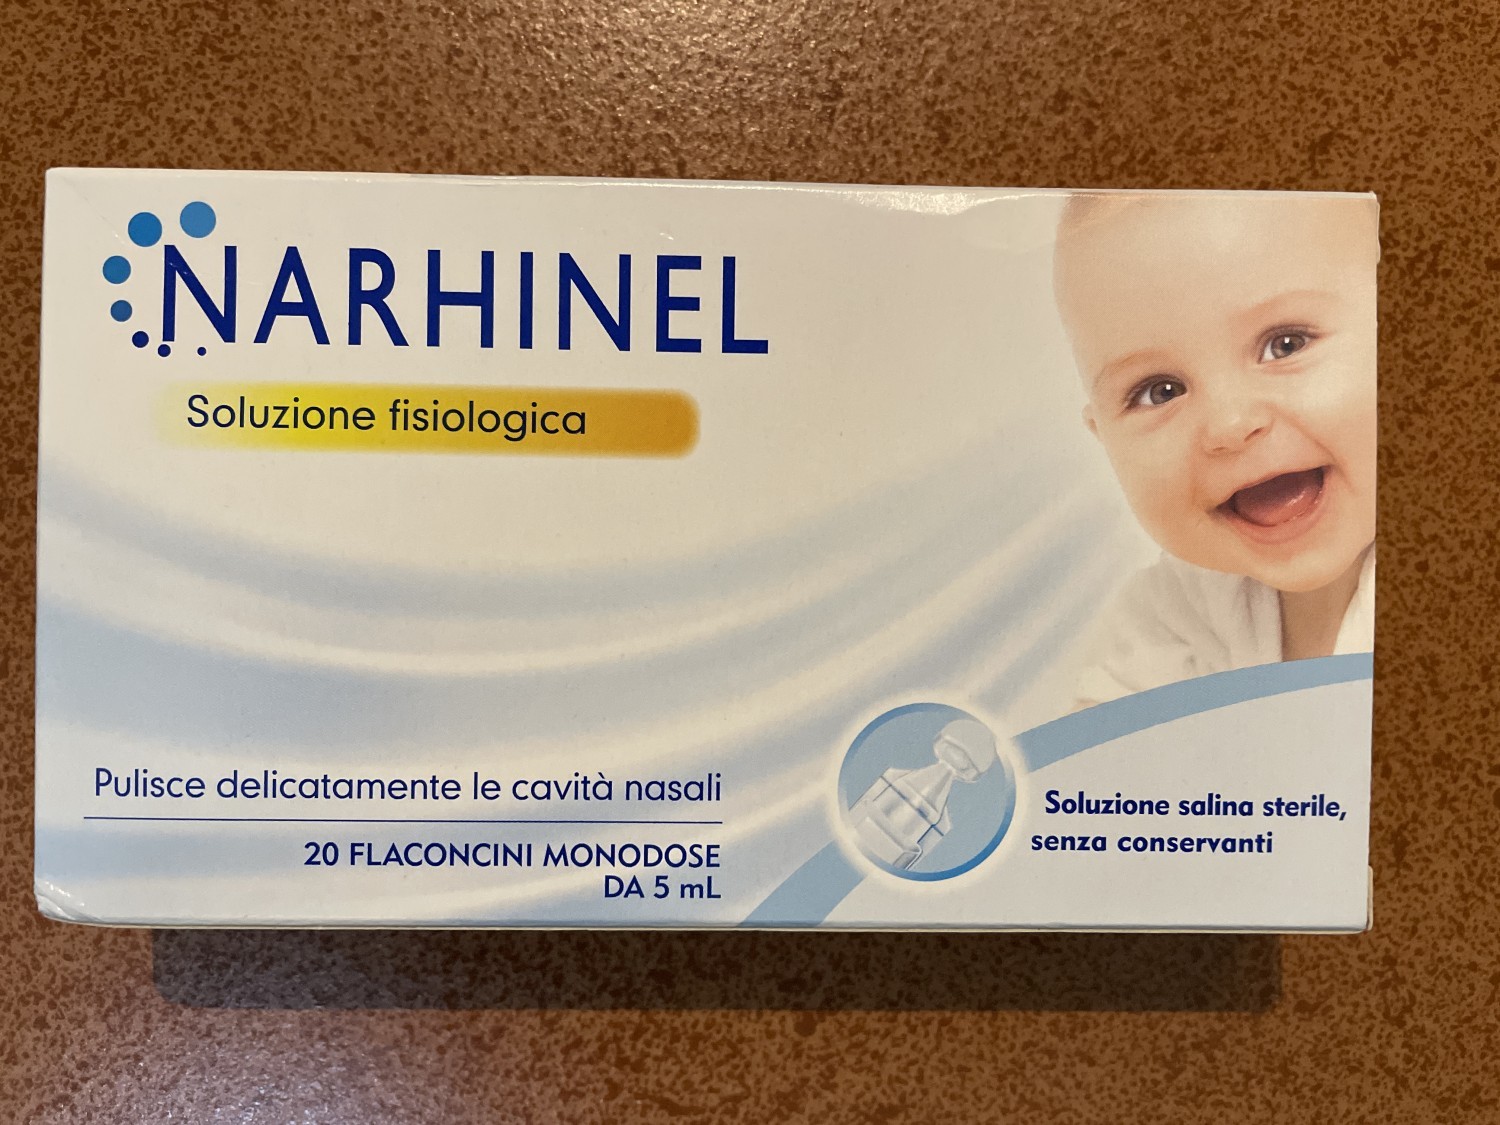 NARHINEL
Soluzione fisiologica
Pulisce delicatamente le cavità nasali
20 FLACONCINI MONODOSE
DA 5 mL
Soluzione salina sterile,
senza conservanti